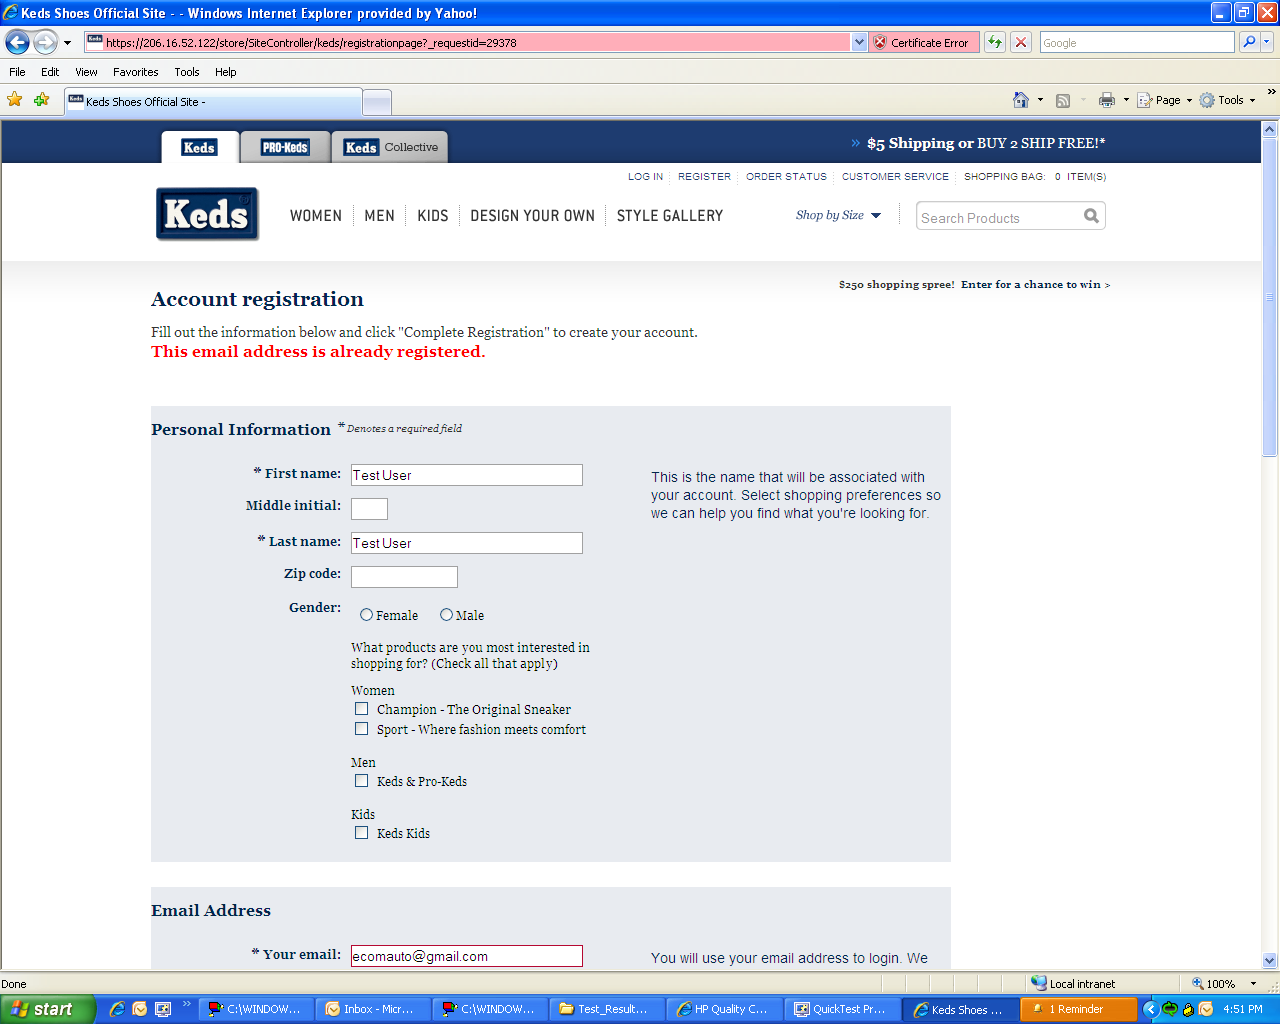 Keds Shoes Official Site - - Windows Internet Explorer provided by Yahoo!
https://206.16.52.122/store/SiteController/keds/registrationpage?_requestid=29378
Certificate Error
Google
File Edit View Favorites Tools Help
Keds Shoes Official Site -
Page Tools
Keds PRO-Keds Keds Collective
» $5 Shipping or BUY 2 SHIP FREE!*
LOG IN REGISTER ORDER STATUS CUSTOMER SERVICE SHOPPING BAG: 0 ITEM(S)
Keds ®
WOMEN MEN KIDS DESIGN YOUR OWN STYLE GALLERY
Shop by Size
Search Products
$250 shopping spree! Enter for a chance to win >
Account registration
Fill out the information below and click "Complete Registration" to create your account.
This email address is already registered.
Personal Information * Denotes a required field
* First name: Test User
This is the name that will be associated with
your account. Select shopping preferences so
we can help you find what you're looking for.
Middle initial:
* Last name: Test User
Zip code:
Gender: Female Male
What products are you most interested in
shopping for? (Check all that apply)
Women
Champion - The Original Sneaker
Sport - Where fashion meets comfort
Men
Keds & Pro-Keds
Kids
Keds Kids
Email Address
* Your email: ecomauto@gmail.com
You will use your email address to login. We
Done
Local intranet
100%
start
C:\WINDOW...
Inbox - Micr...
C:\WINDOW...
Test_Result...
HP Quality C...
QuickTest Pr...
Keds Shoes ...
1 Reminder
4:51 PM